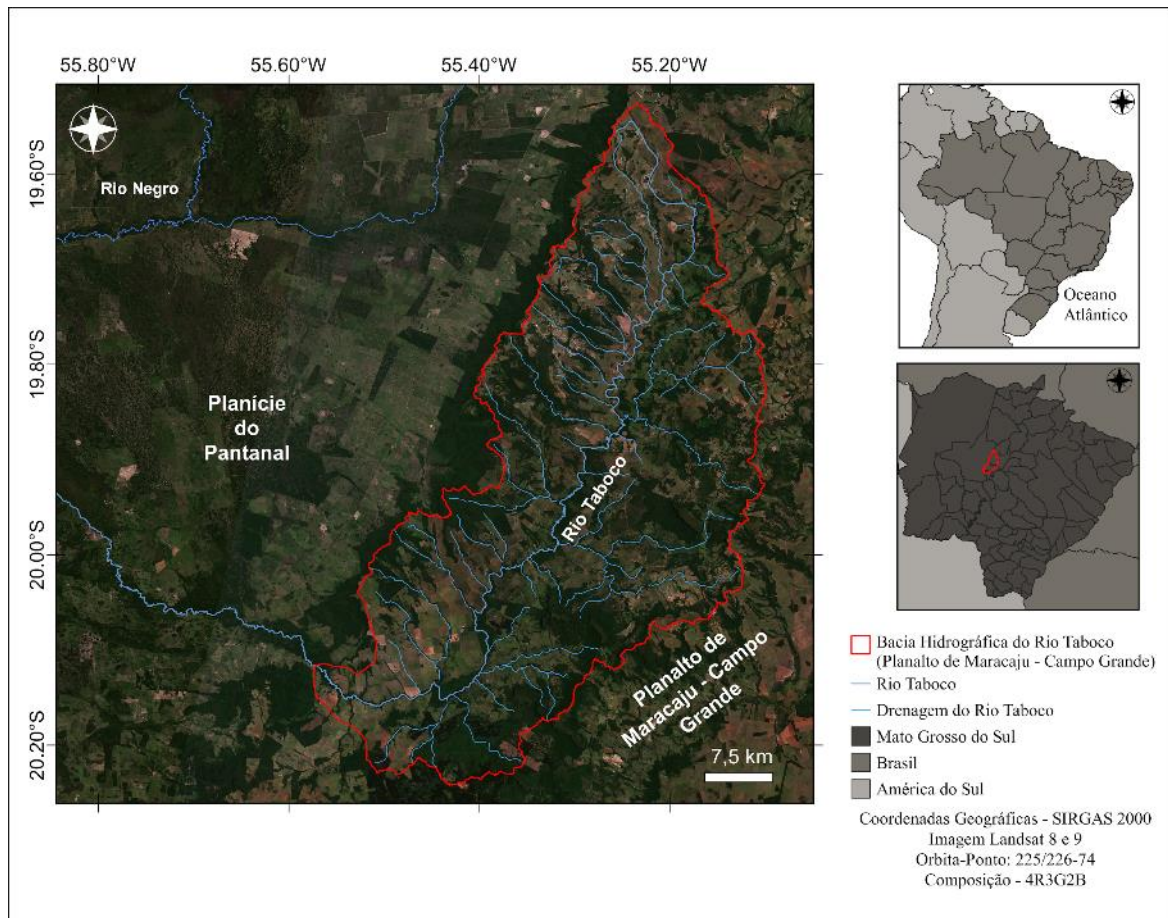 55.80°W 55.60°W 55.40°W 55.20°W
19.60°S
19.80°S
20.00°S
20.20°S
Rio Negro
Planície
do
Pantanal
Rio Taboco
Planalto de
Maracaju - Campo
Grande
7,5 km
Oceano
Atlântico
Bacia Hidrográfica do Rio Taboco
(Planalto de Maracaju - Campo Grande)
Rio Taboco
Drenagem do Rio Taboco
Mato Grosso do Sul
Brasil
América do Sul
Coordenadas Geográficas - SIRGAS 2000
Imagem Landsat 8 e 9
Orbita-Ponto: 225/226-74
Composição - 4R3G2B